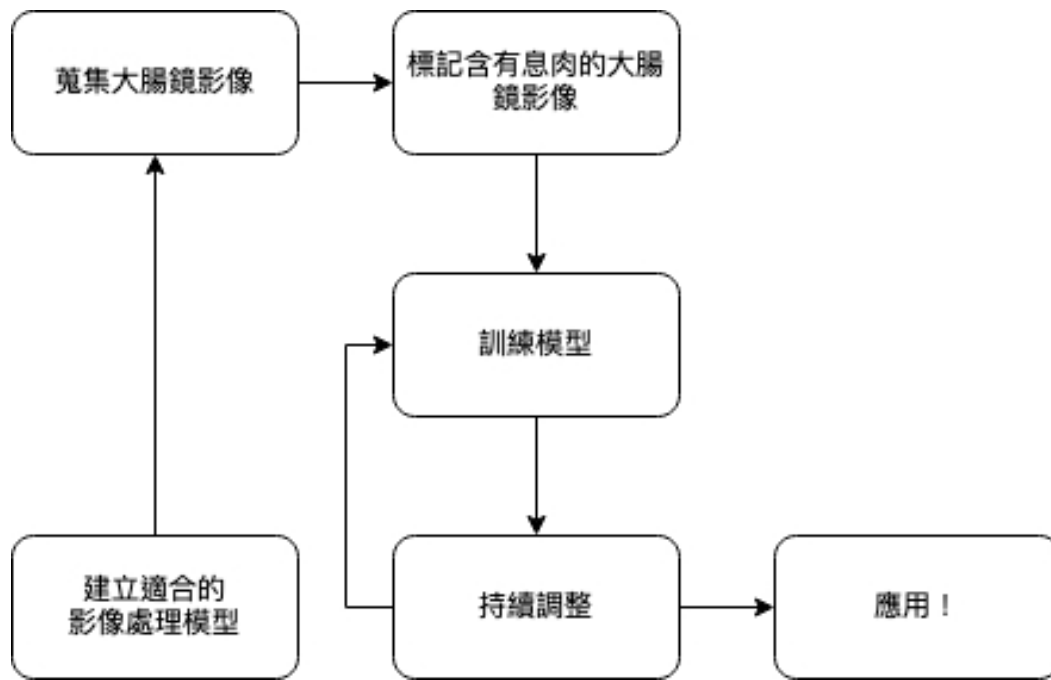 蒐集大腸鏡影像
標記含有息肉的大腸
鏡影像
訓練模型
建立適合的
影像處理模型
持續調整
應用！